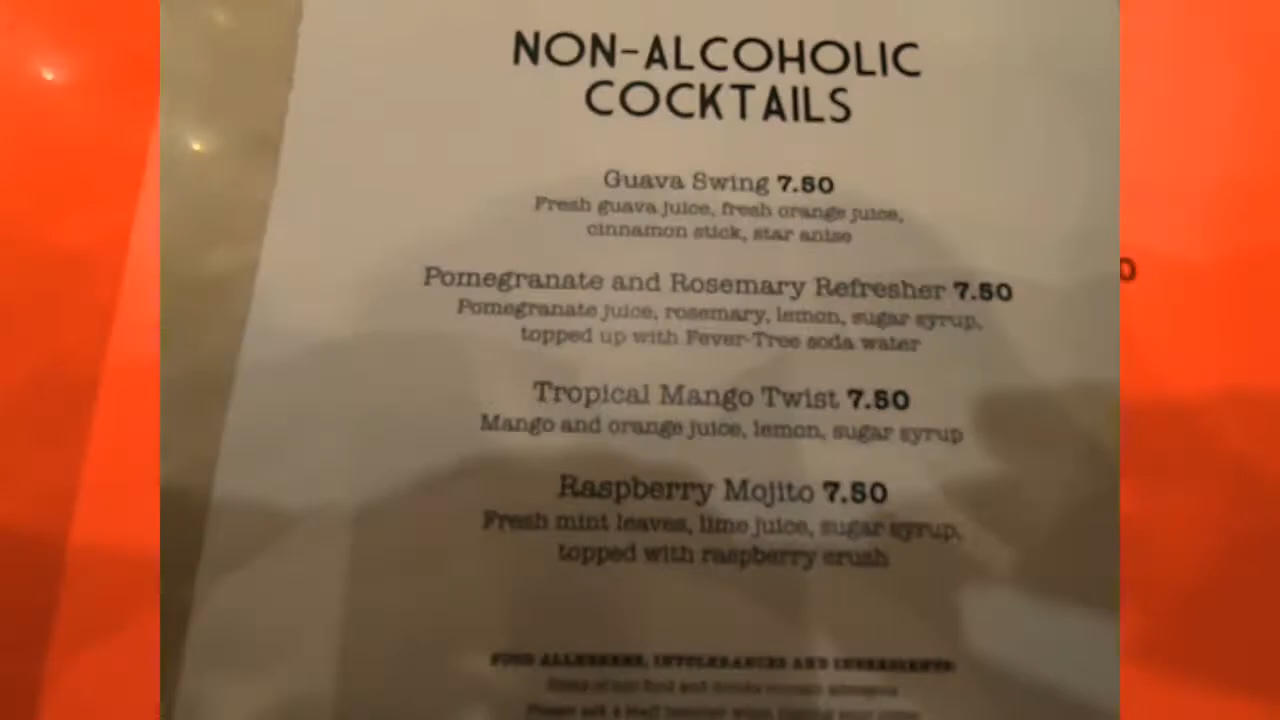 NON-ALCOHOLIC
COCKTAILS
Guava Swing 7.50
Fresh guava juice, fresh orange juice,
cinnamon stick, star anise
Pomegranate and Rosemary Refresher 7.50
Pomegranate juice, rosemary, lemon, sugar syrup,
topped up with Fever-Tree soda water
Tropical Mango Twist 7.50
Mango and orange juice, lemon, sugar syrup
Raspberry Mojito 7.50
Fresh mint leaves, lime juice, sugar syrup,
topped with raspberry crush
FOOD ALLERGENS, INTOLERANCES AND INGREDIENTS: